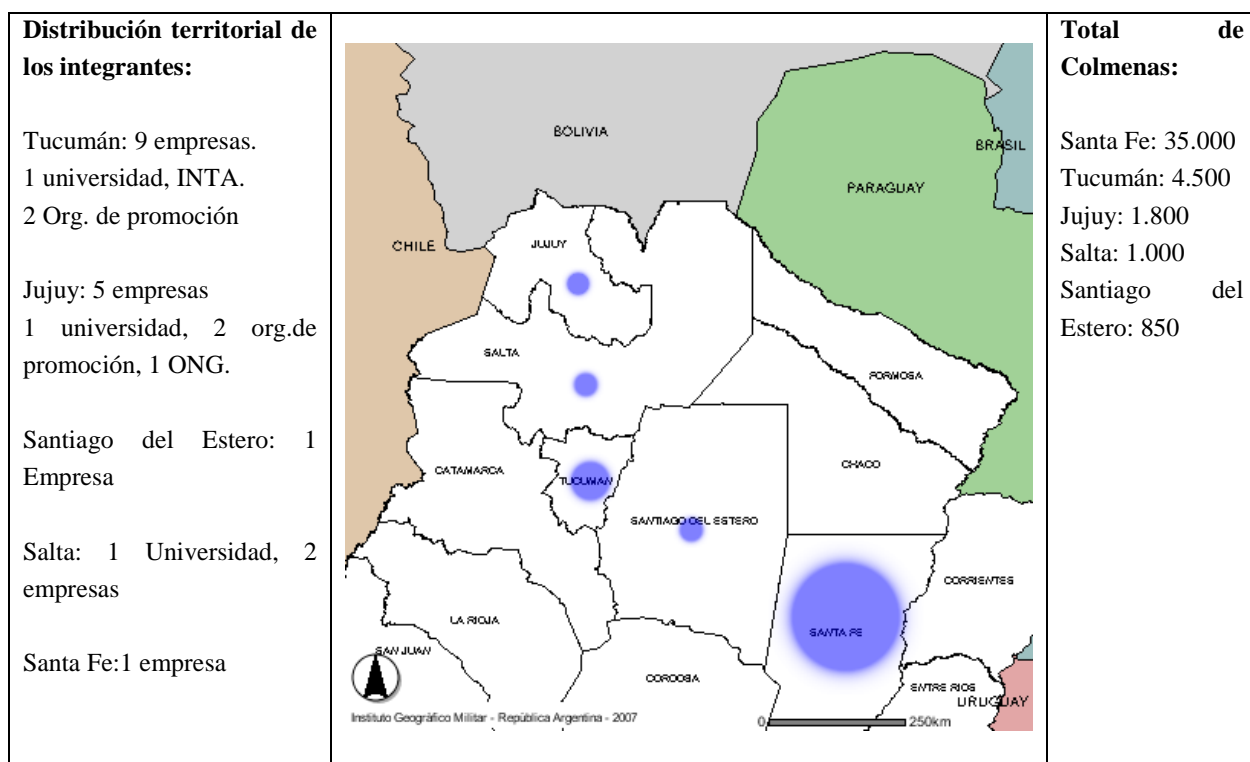 Distribución territorial de
los integrantes:
Tucumán: 9 empresas.
1 universidad, INTA.
2 Org. de promoción
Jujuy: 5 empresas
1 universidad, 2 org.de
promoción, 1 ONG.
Santiago del Estero: 1
Empresa
Salta: 1 Universidad, 2
empresas
Santa Fe:1 empresa
BOLIVIA
BRASIL
PARAGUAY
CHILE
JUJUY
SALTA
FORMOSA
CATAMARCA
TUCUMAN
CHACO
SANTIAGO DEL ESTERO
CORRIENTES
LA RIOJA
SANTA FE
SAN JUAN
CORDOBA
ENTRE RIOS
URUGUAY
Instituto Geográfico Militar - República Argentina - 2007
0 250km
Total de
Colmenas:
Santa Fe: 35.000
Tucumán: 4.500
Jujuy: 1.800
Salta: 1.000
Santiago del
Estero: 850